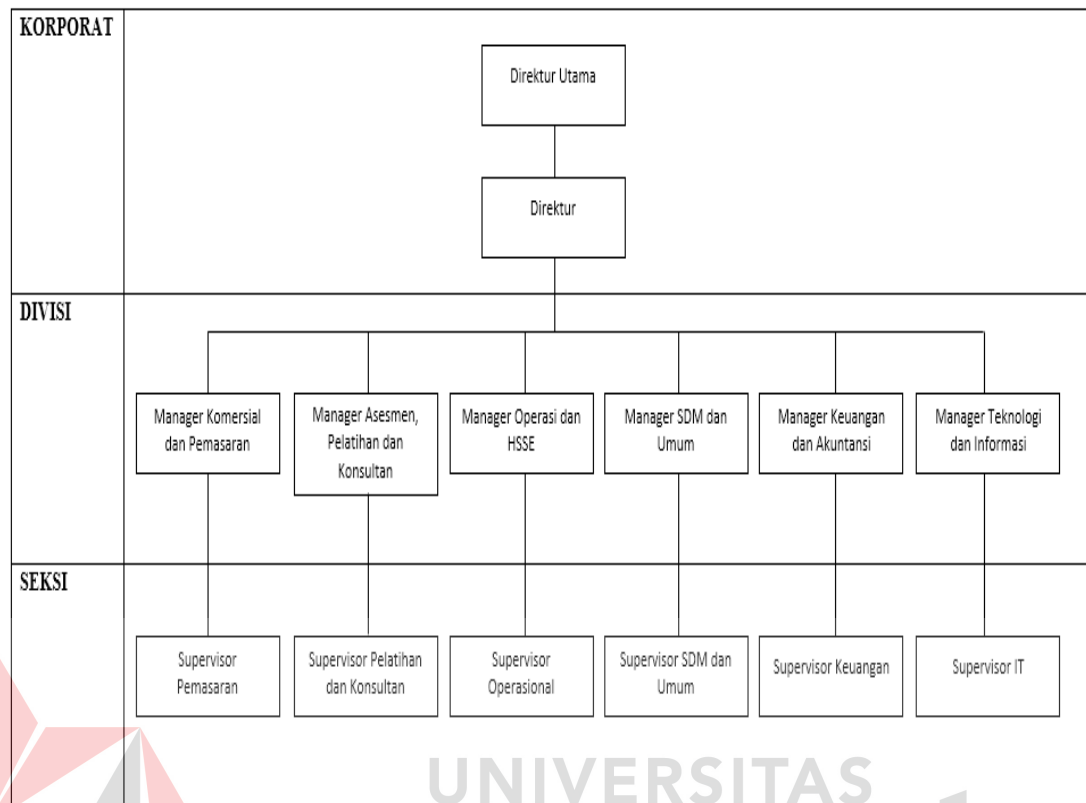 KORPORAT
Direktur Utama
Direktur
DIVISI
Manager Komersial
dan Pemasaran
Manager Asesmen,
Pelatihan dan
Konsultan
Manager Operasi dan
HSSE
Manager SDM dan
Umum
Manager Keuangan
dan Akuntansi
Manager Teknologi
dan Informasi
SEKSI
Supervisor
Pemasaran
Supervisor Pelatihan
dan Konsultan
Supervisor
Operasional
Supervisor SDM dan
Umum
Supervisor Keuangan
Supervisor IT
UNIVERSITAS